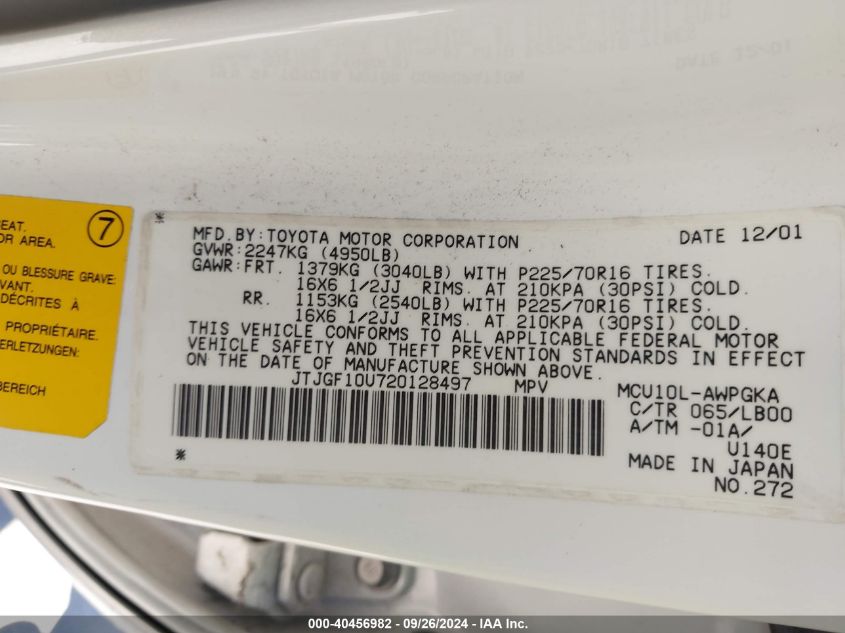 7
EAT.
OR AREA.
OU BLESSURE GRAVE:
VANT.
DÉCRITES À
PROPRIÉTAIRE.
ERLETZUNGEN:
BEREICH
MFD. BY: TOYOTA MOTOR CORPORATION DATE 12/01
GVWR: 2247KG (4950LB)
GAWR: FRT. 1379KG (3040LB) WITH P225/70R16 TIRES.
16X6 1/2JJ RIMS. AT 210KPA (30PSI) COLD.
RR. 1153KG (2540LB) WITH P225/70R16 TIRES.
16X6 1/2JJ RIMS. AT 210KPA (30PSI) COLD.
THIS VEHICLE CONFORMS TO ALL APPLICABLE FEDERAL MOTOR
VEHICLE SAFETY AND THEFT PREVENTION STANDARDS IN EFFECT
ON THE DATE OF MANUFACTURE SHOWN ABOVE.
JTJGF10U720128497 MPV MCU10L-AWPGKA
C/TR 065/LB00
A/TM -01A/
U140E
MADE IN JAPAN
NO.272
000-40456982 - 09/26/2024 - IAA Inc.